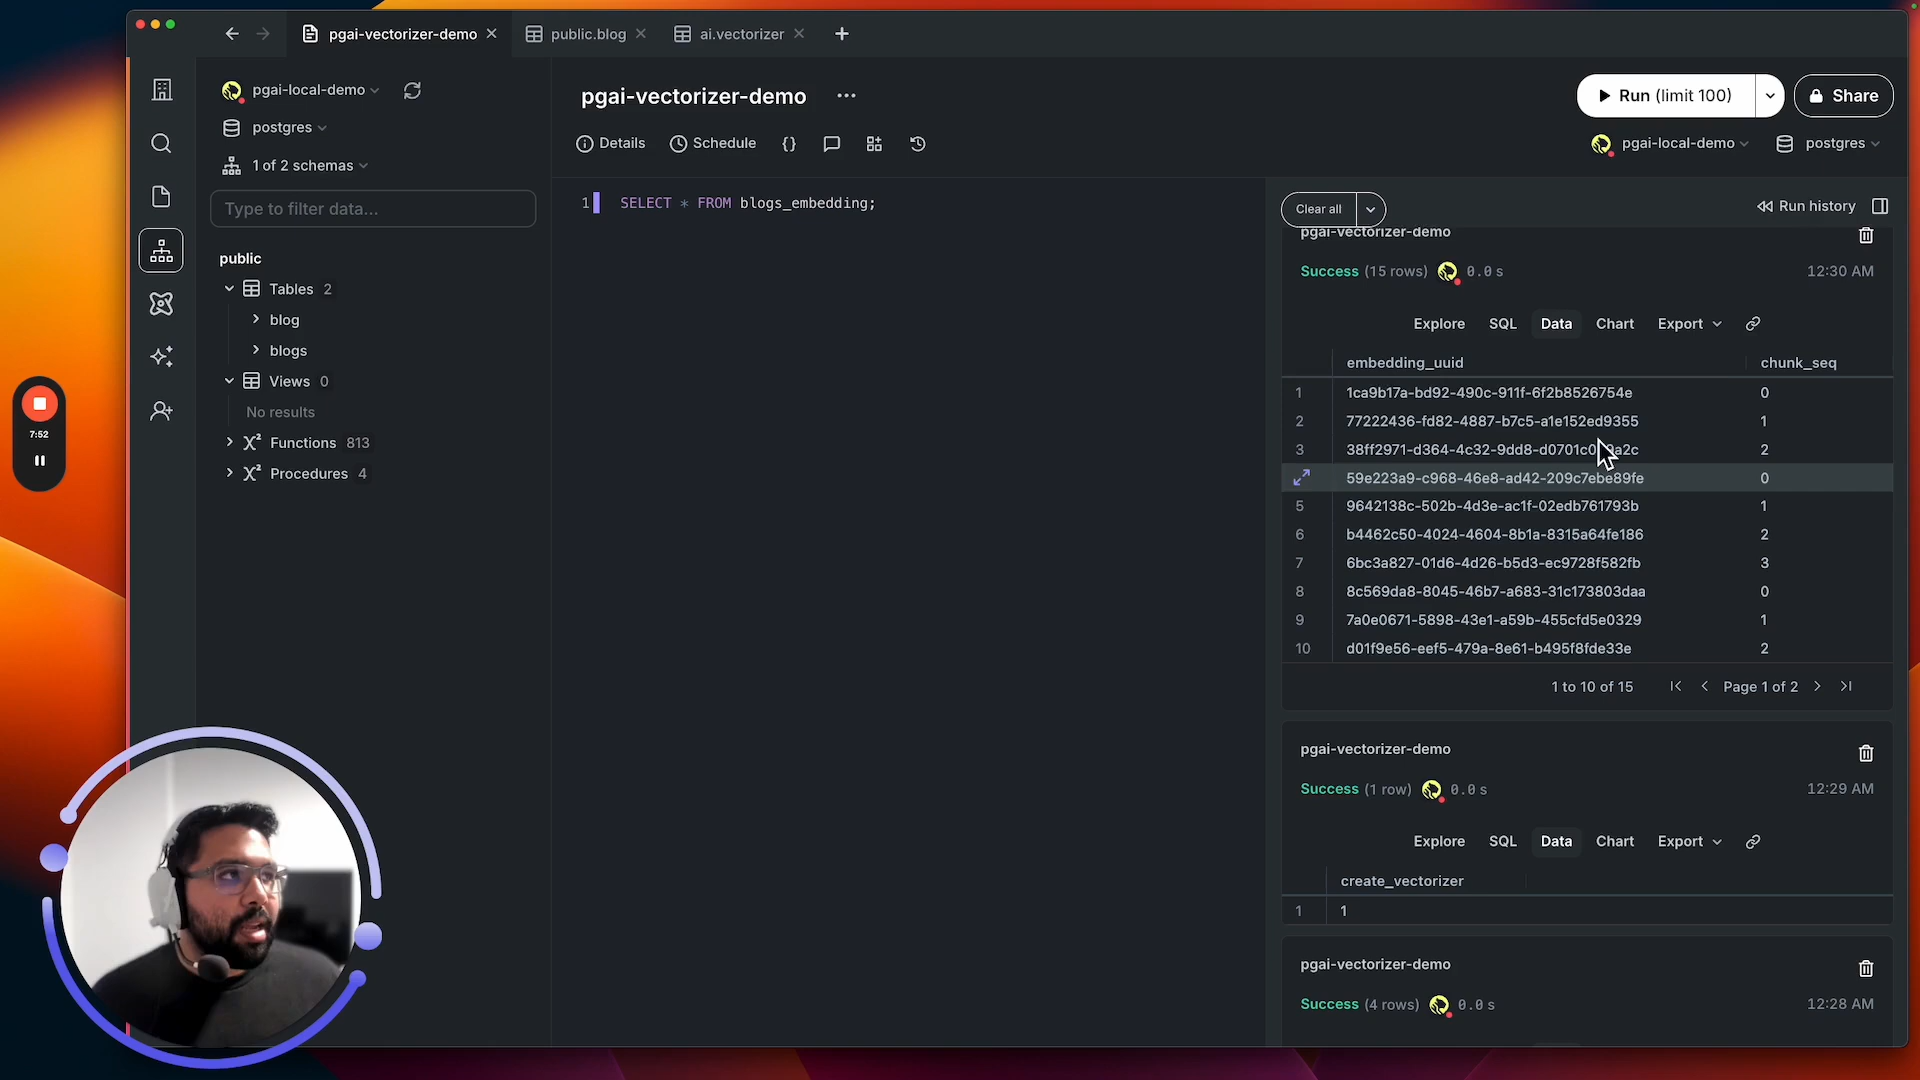 pgai-vectorizer-demo
public.blog
ai.vectorizer
pgai-local-demo
postgres
1 of 2 schemas
Type to filter data...
public
Tables 2
blog
blogs
Views 0
No results
Functions 813
Procedures 4
7:52
pgai-vectorizer-demo
Details
Schedule
Run (limit 100)
Share
pgai-local-demo
postgres
1 SELECT * FROM blogs_embedding;
Clear all
Run history
pgai-vectorizer-demo
Success (15 rows) 0.0 s 12:30 AM
Explore SQL Data Chart Export
embedding_uuid chunk_seq
1 1ca9b17a-bd92-490c-911f-6f2b8526754e 0
2 77222436-fd82-4887-b7c5-a1e152ed9355 1
3 2
59e223a9-c968-46e8-ad42-209c7ebe89fe 0
5 9642138c-502b-4d3e-ac1f-02edb761793b 1
6 b4462c50-4024-4604-8b1a-8315a64fe186 2
7 6bc3a827-01d6-4d26-b5d3-ec9728f582fb 3
8 8c569da8-8045-46b7-a683-31c173803daa 0
9 7a0e0671-5898-43e1-a59b-455cfd5e0329 1
10 d01f9e56-eef5-479a-8e61-b495f8fde33e 2
1 to 10 of 15 Page 1 of 2
pgai-vectorizer-demo
Success (1 row) 0.0 s 12:29 AM
Explore SQL Data Chart Export
create_vectorizer
1 1
pgai-vectorizer-demo
Success (4 rows) 0.0 s 12:28 AM